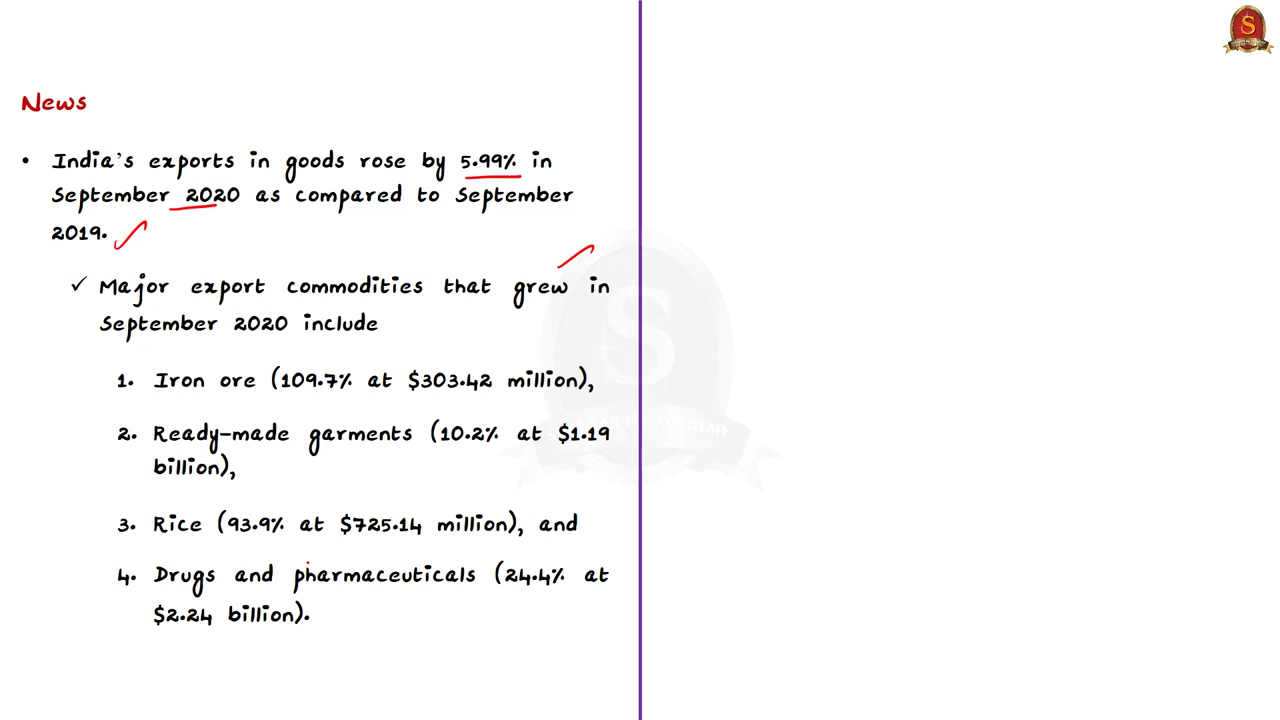 News
• India's exports in goods rose by 5.99% in
September 2020 as compared to September
2019.
✓ Major export commodities that grew in
September 2020 include
1. Iron ore (109.7% at $303.42 million),
2. Ready-made garments (10.2% at $1.19
billion),
3. Rice (93.9% at $725.14 million), and
4. Drugs and pharmaceuticals (24.4% at
$2.24 billion).
S